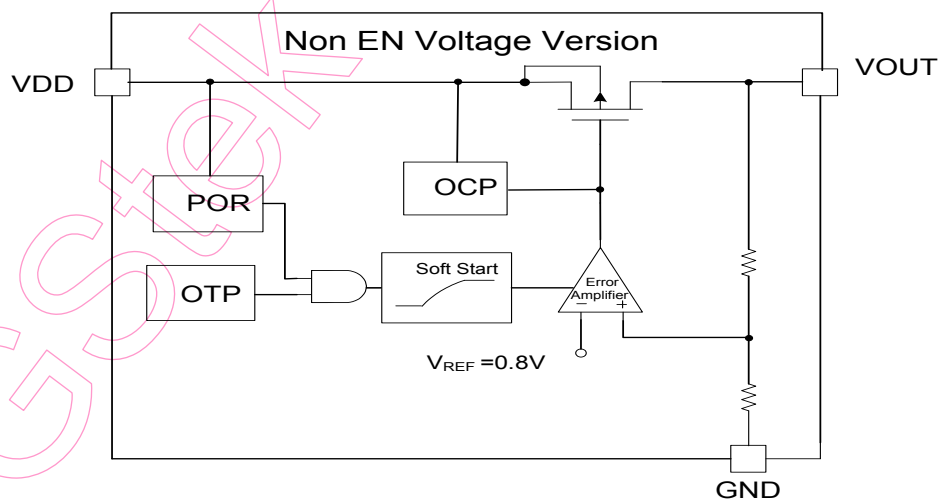 Non EN Voltage Version
VDD
VOUT
POR
OCP
OTP
Soft Start
Error
Amplifier
− +
VREF =0.8V
GND
GStek